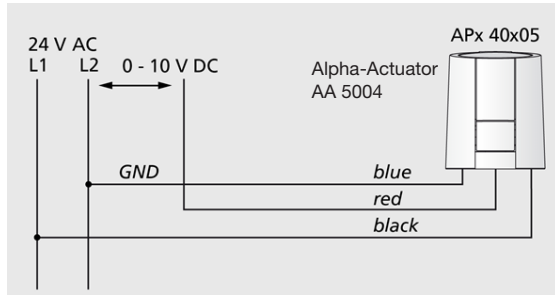 APx 40x05
24 V AC
L1 L2 0 - 10 V DC
Alpha-Actuator
AA 5004
GND blue
red
black